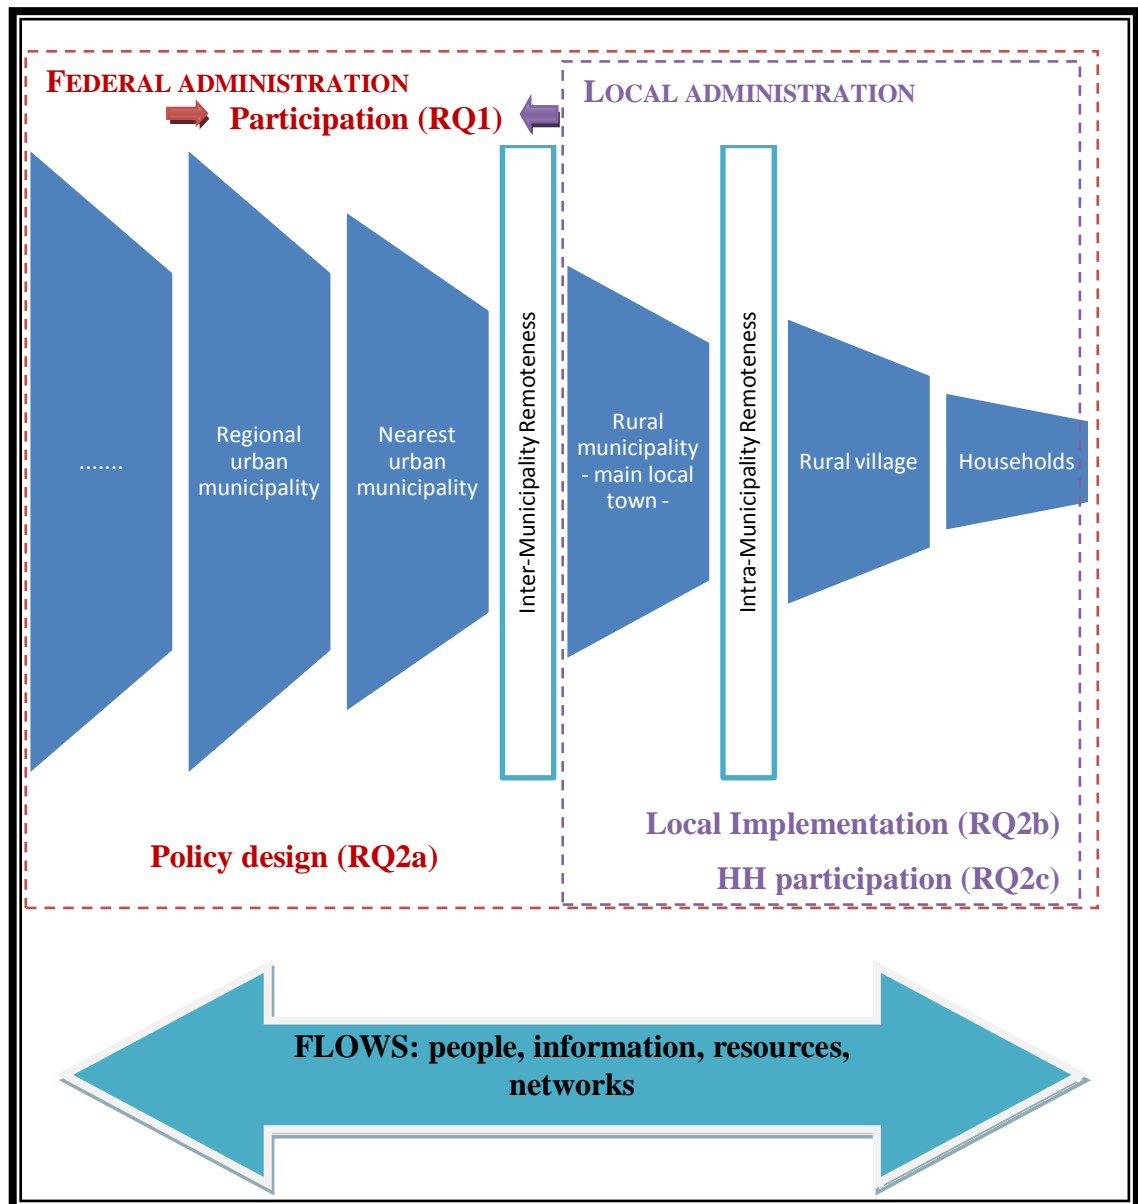 FEDERAL ADMINISTRATION
LOCAL ADMINISTRATION
Participation (RQ1)
.......
Regional
urban
municipality
Nearest
urban
municipality
Inter-Municipality Remoteness
Rural
municipality
- main local
town -
Intra-Municipality Remoteness
Rural village
Households
Local Implementation (RQ2b)
Policy design (RQ2a)
HH participation (RQ2c)
FLOWS: people, information, resources,
networks